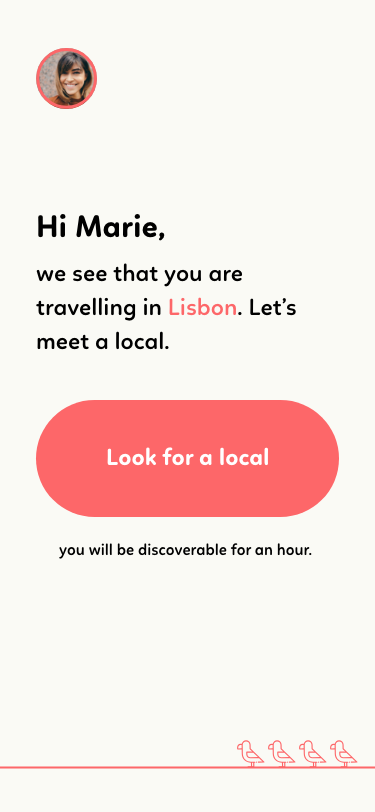 Hi Marie,
we see that you are
travelling in Lisbon. Let’s
meet a local.
Look for a local
you will be discoverable for an hour.